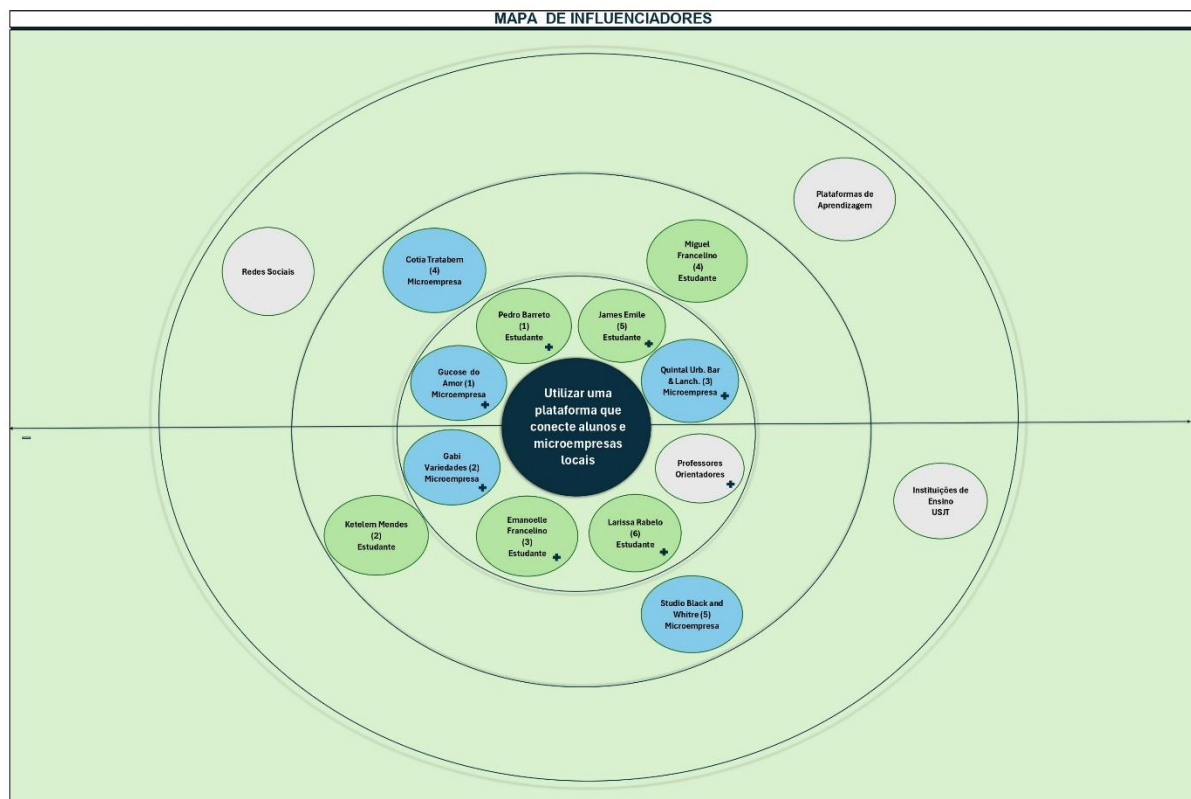 MAPA DE INFLUENCIADORES
Plataformas de
Aprendizagem
Redes Sociais
Cotia Tratabem
(4)
Microempresa
Miguel
Francelino
(4)
Estudante
Pedro Barreto
(1)
Estudante
+
James Emile
(5)
Estudante
+
Gucose do
Amor (1)
Microempresa
+
Quintal Urb. Bar
& Lanch. (3)
Microempresa
+
Utilizar uma
plataforma que
conecte alunos e
microempresas
locais
Gabi
Variedades (2)
Microempresa
+
Professores
Orientadores
+
Instituições de
Ensino
USJT
Ketelem Mendes
(2)
Estudante
Emanoelle
Francelino
(3)
Estudante
+
Larissa Rabelo
(6)
Estudante
+
Studio Black and
Whitre (5)
Microempresa